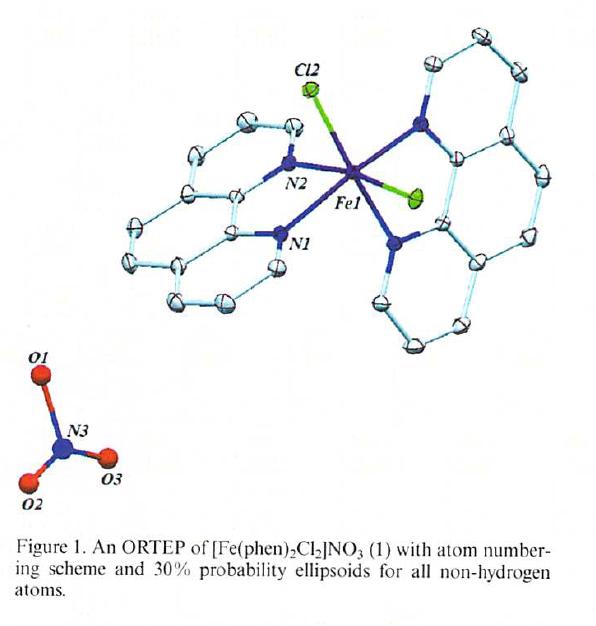 Cl2
N2
Fe1
N1
O1
N3
O3
O2
Figure 1. An ORTEP of [Fe(phen)₂Cl₂]NO₃ (1) with atom number-
ing scheme and 30% probability ellipsoids for all non-hydrogen
atoms.